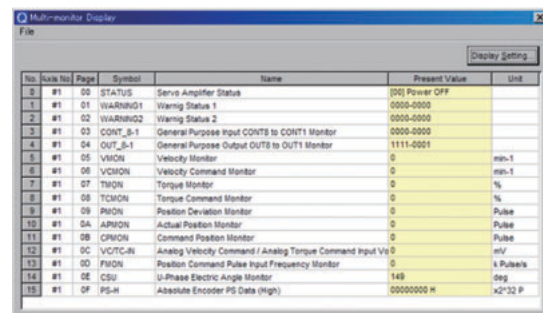 Multi-monitor Display
File
Display Setting...
No. Axis No. Page Symbol Name Present Value Unit
0 #1 00 STATUS Servo Amplifier Status [00] Power OFF
1 #1 01 WARNING1 Warnig Status 1 0000-0000
2 #1 02 WARNING2 Warnig Status 2 0000-0000
3 #1 03 CONT_8-1 General Purpose Input CONT8 to CONT1 Monitor 0000-0000
4 #1 04 OUT_8-1 General Purpose Output OUT8 to OUT1 Monitor 1111-0001
5 #1 05 VMON Velocity Monitor 0 min-1
6 #1 06 VCMON Velocity Command Monitor 0 min-1
7 #1 07 TMON Torque Monitor 0 %
8 #1 08 TCMON Torque Command Monitor 0 %
9 #1 09 PMON Position Deviation Monitor 0 Pulse
10 #1 0A APMON Actual Position Monitor 0 Pulse
11 #1 0B CPMON Command Position Monitor 0 Pulse
12 #1 0C VC/TC-IN Analog Velocity Command / Analog Torque Command Input Vo 0 mV
13 #1 0D FMON Position Command Pulse Input Frequency Monitor 0 k Pulse/s
14 #1 0E CSU U-Phase Electric Angle Monitor 149 deg
15 #1 0F PS-H Absolute Encoder PS Data (High) 00000000 H x2^32 P